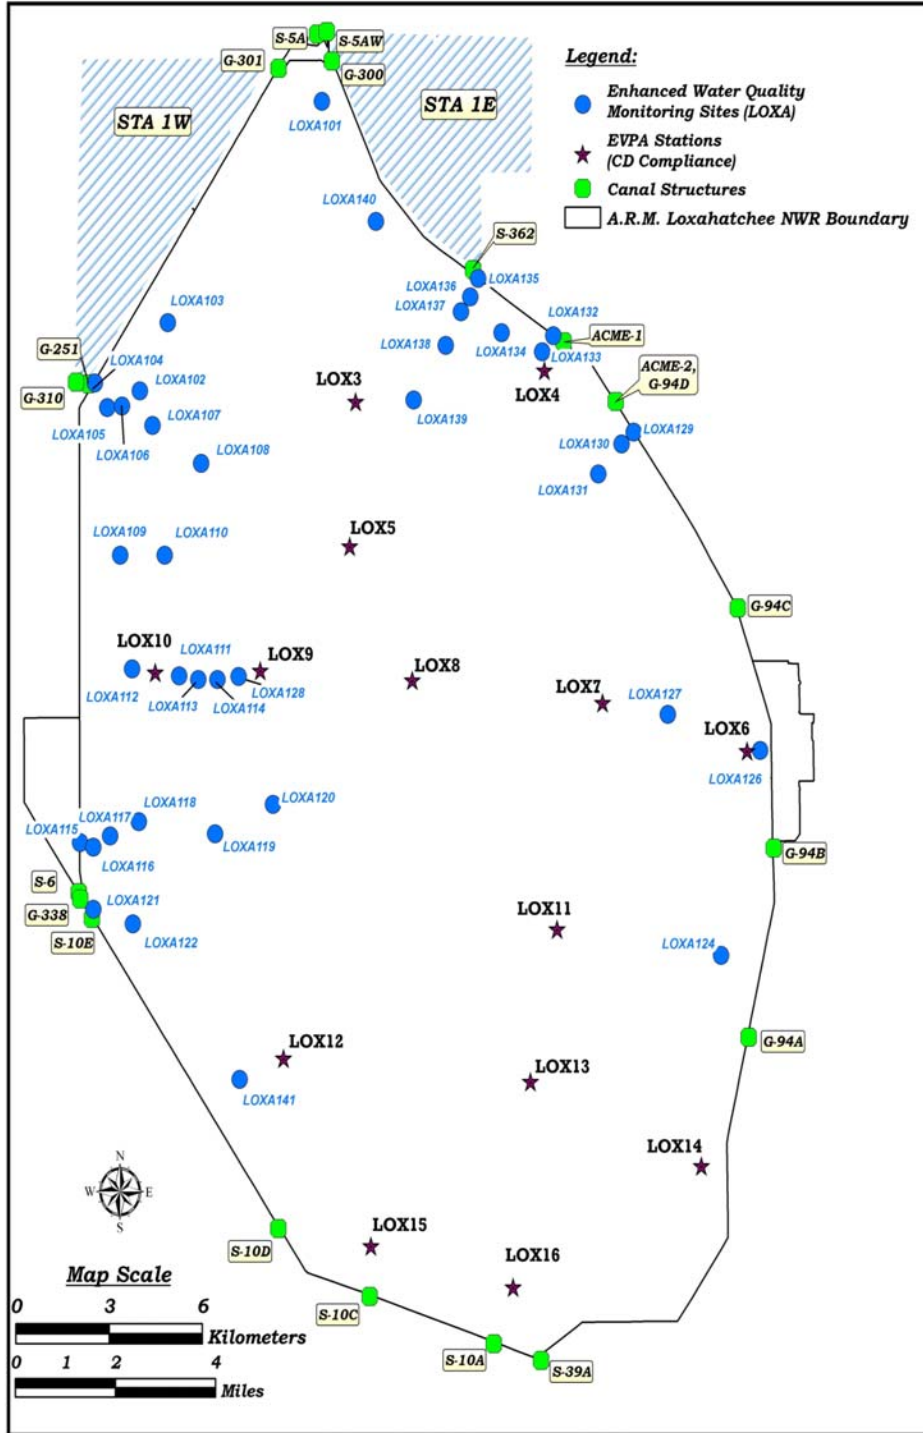 S-5A
S-5AW
G-301
G-300
Legend:
Enhanced Water Quality
Monitoring Sites (LOXA)
EVPA Stations
(CD Compliance)
Canal Structures
A.R.M. Loxahatchee NWR Boundary
STA 1W
STA 1E
LOXA101
LOXA140
S-362
LOXA135
LOXA136
LOXA137
LOXA103
LOXA132
ACME-1
G-251
LOXA104
LOXA138
LOXA134
LOXA133
ACME-2,
G-94D
G-310
LOXA102
LOX3
LOX4
LOXA107
LOXA139
LOXA105
LOXA106
LOXA129
LOXA130
LOXA108
LOXA131
LOX5
LOXA109
LOXA110
G-94C
LOX10
LOXA111
LOX9
LOX8
LOX7
LOXA127
LOXA112
LOXA113
LOXA114
LOXA128
LOX6
LOXA126
LOXA118
LOXA120
LOXA117
LOXA115
LOXA119
LOXA116
G-94B
S-6
LOXA121
G-338
S-10E
LOXA122
LOX11
LOXA124
G-94A
LOX12
LOX13
LOXA141
LOX14
N
W
E
S
LOX15
S-10D
LOX16
Map Scale
0 3 6
Kilometers
0 1 2 4
Miles
S-10C
S-10A
S-39A